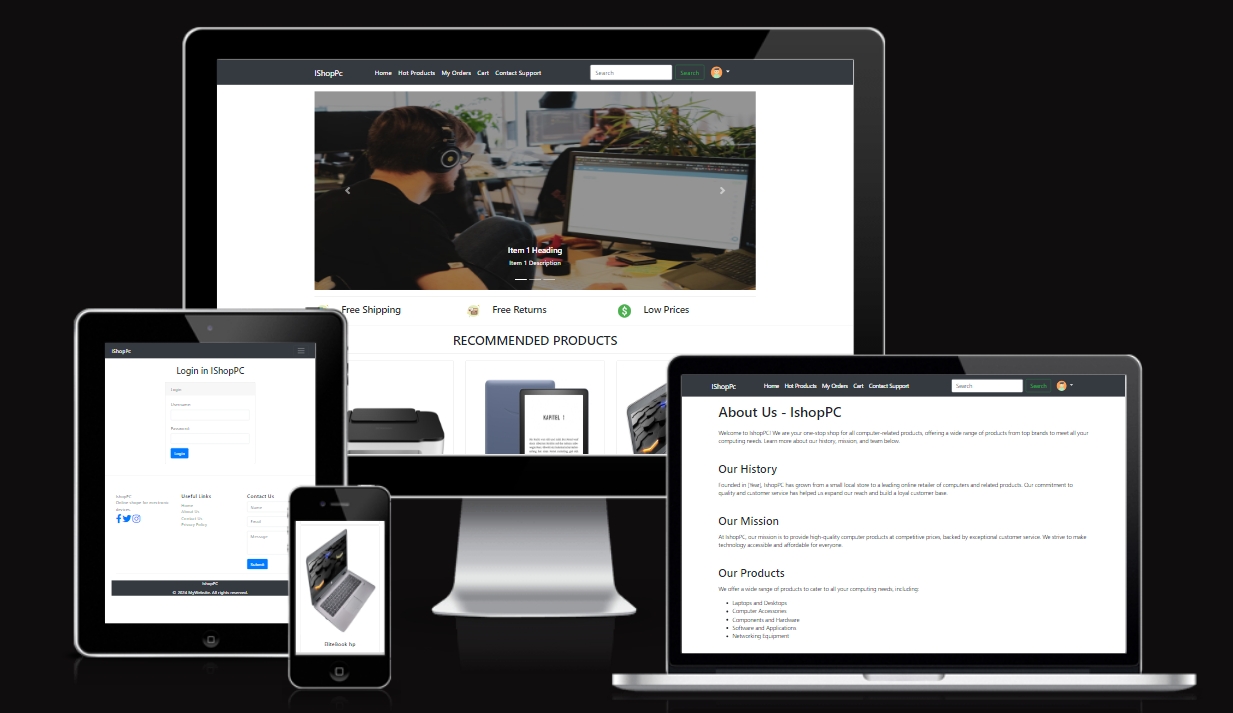 IShopPc
Home Hot Products My Orders Cart Contact Support
Search
Search
Item 1 Heading
Item 1 Description
Free Shipping
Free Returns
Low Prices
RECOMMENDED PRODUCTS
KAPITEL 1
IShopPc
Login in IShopPC
Login
Username
Password
Login
IshopPC
Online shope for electronic
devices
Useful Links
Home
About Us
Contact Us
Privacy Policy
Contact Us
Name
Email
Message
Submit
IshopPC
© 2024 MyWebsite. All rights reserved.
EliteBook hp
IShopPc
Home Hot Products My Orders Cart Contact Support
Search
Search
About Us - IshopPC
Welcome to IshopPC! We are your one-stop shop for all computer-related products, offering a wide range of products from top brands to meet all your
computing needs. Learn more about our history, mission, and team below.
Our History
Founded in [Year], IshopPC has grown from a small local store to a leading online retailer of computers and related products. Our commitment to
quality and customer service has helped us expand our reach and build a loyal customer base.
Our Mission
At IshopPC, our mission is to provide high-quality computer products at competitive prices, backed by exceptional customer service. We strive to make
technology accessible and affordable for everyone.
Our Products
We offer a wide range of products to cater to all your computing needs, including:
Laptops and Desktops
Computer Accessories
Components and Hardware
Software and Applications
Networking Equipment